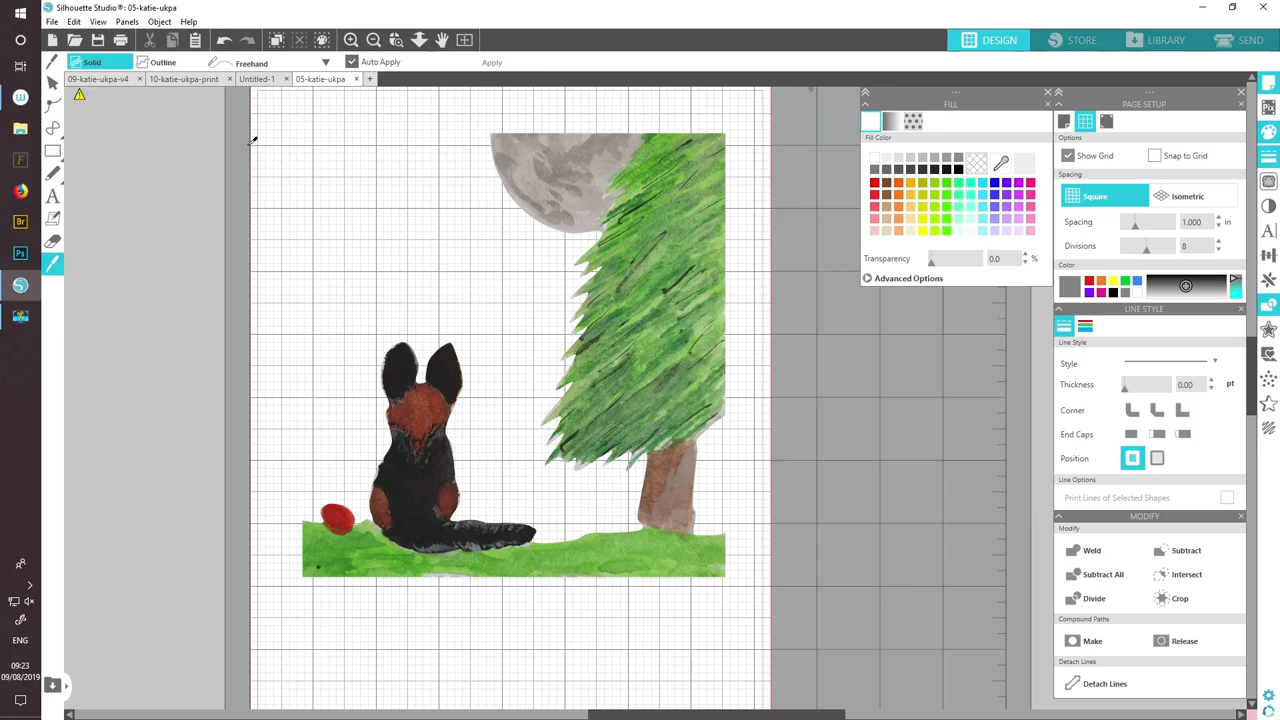 Silhouette Studio®: 05-katie-ukpa
File Edit View Panels Object Help
DESIGN STORE LIBRARY SEND
Solid Outline Freehand Auto Apply Apply
09-katie-ukpa-v4 10-katie-ukpa-print Untitled-1 05-katie-ukpa
FILL
Fill Color
Transparency 0.0 %
Advanced Options
PAGE SETUP
Options
Show Grid Snap to Grid
Spacing
Square Isometric
Spacing 1.000 in
Divisions 8
Color
LINE STYLE
Line Style
Style
Thickness 0.00 pt
Corner
End Caps
Position
Line Options
Print Lines of Selected Shapes
MODIFY
Modify
Weld Subtract
Subtract All Intersect
Divide Crop
Compound Paths
Make Release
Detach Lines
Detach Lines
Br
Ps
ENG
09:23
09/08/2019